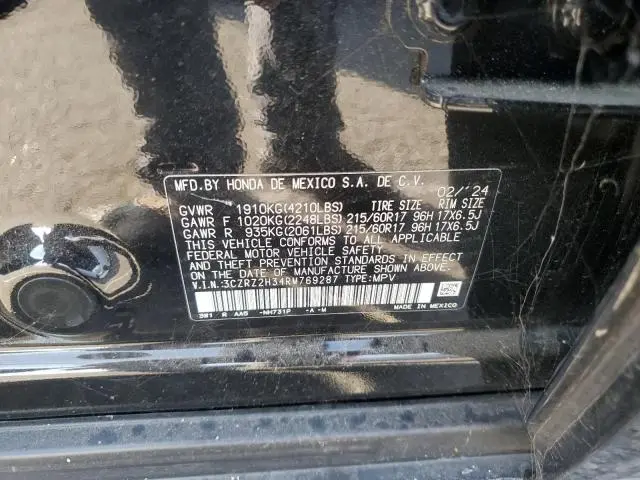 MFD.BY HONDA DE MEXICO S.A. DE C.V. 02/'24
GVWR 1910KG(4210LBS) TIRE SIZE RIM SIZE
GAWR F 1020KG(2248LBS) 215/60R17 96H 17X6.5J
GAWR R 935KG(2061LBS) 215/60R17 96H 17X6.5J
THIS VEHICLE CONFORMS TO ALL APPLICABLE
FEDERAL MOTOR VEHICLE SAFETY
AND THEFT PREVENTION STANDARDS IN EFFECT
ON THE DATE OF MANUFACTURE SHOWN ABOVE.
V.I.N.:3CZRZ2H34RM769287 TYPE:MPV
R AA5 -NH731P -A -M MADE IN MEXICO